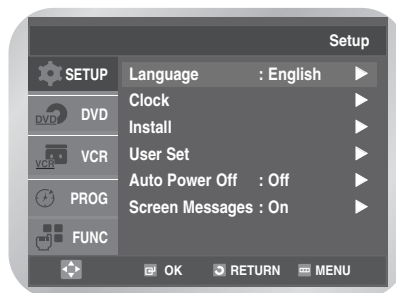 Setup
SETUP
Language : English ►
DVD DVD
Clock ►
Install ►
VCR VCR
User Set ►
Auto Power Off : Off ►
PROG
Screen Messages : On ►
FUNC
OK RETURN MENU